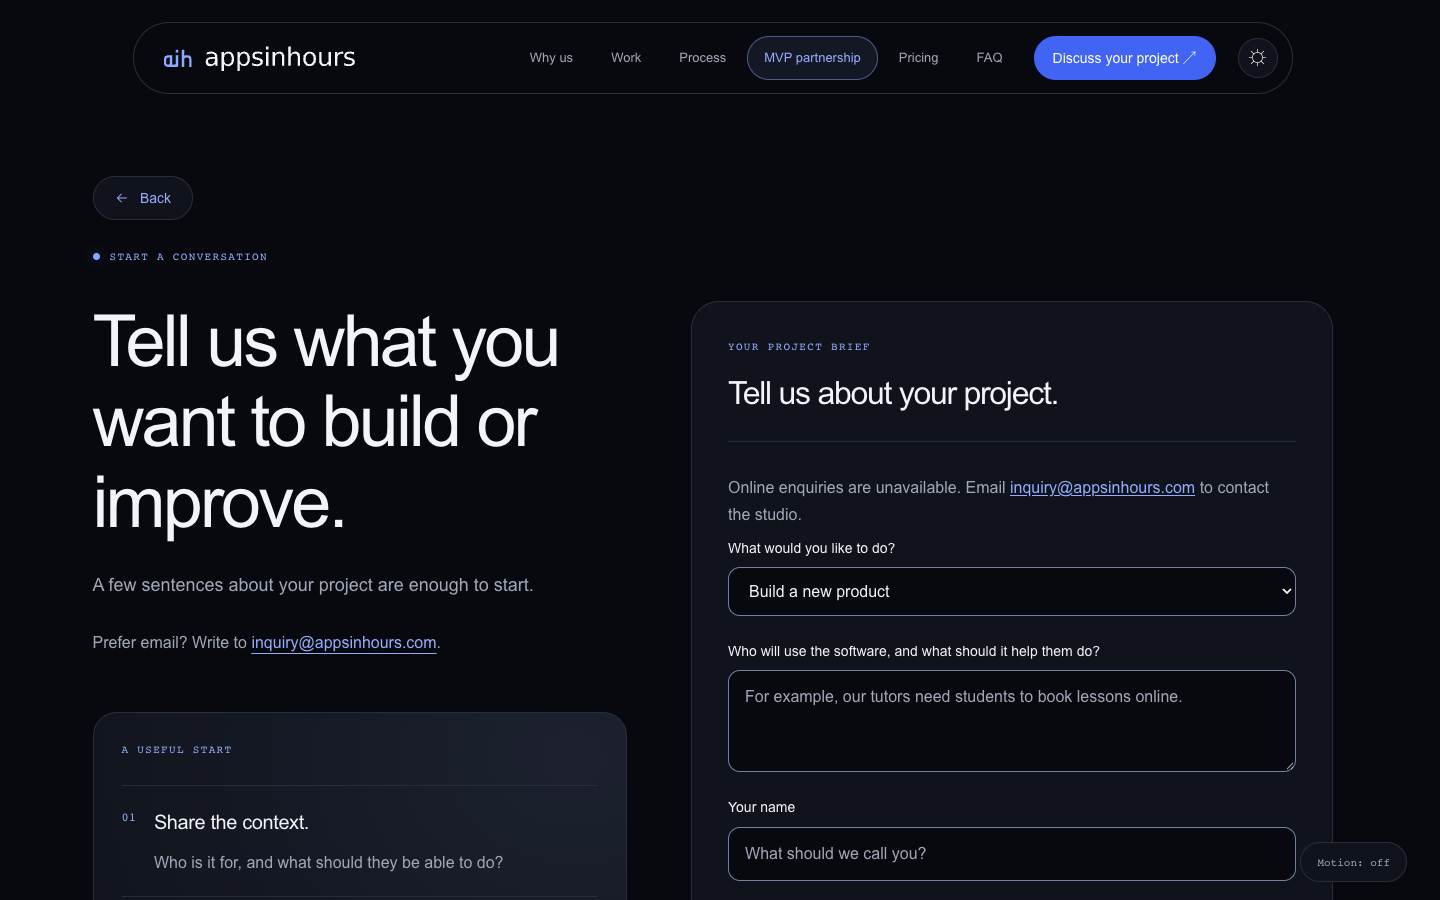 aih appsinhours
Why us
Work
Process
MVP partnership
Pricing
FAQ
Discuss your project ↗
← Back
START A CONVERSATION
Tell us what you
want to build or
improve.
A few sentences about your project are enough to start.
Prefer email? Write to inquiry@appsinhours.com.
A USEFUL START
01 Share the context.
Who is it for, and what should they be able to do?
YOUR PROJECT BRIEF
Tell us about your project.
Online enquiries are unavailable. Email inquiry@appsinhours.com to contact
the studio.
What would you like to do?
Build a new product
Who will use the software, and what should it help them do?
For example, our tutors need students to book lessons online.
Your name
What should we call you?
Motion: off